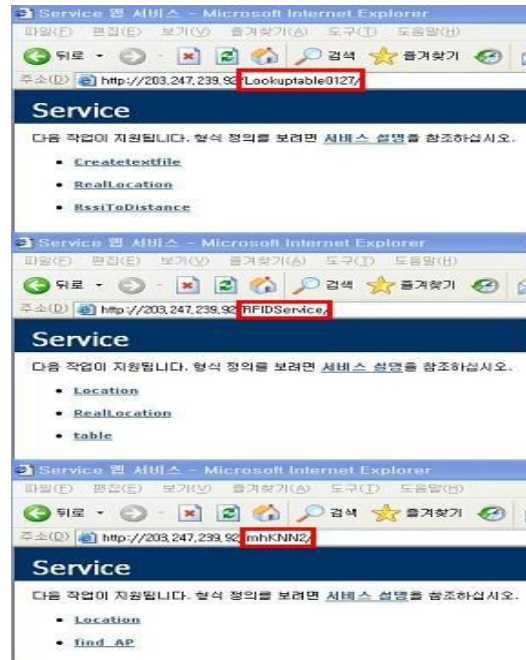 Service 웹 서비스 - Microsoft Internet Explorer
파일(F) 편집(E) 보기(V) 즐겨찾기(A) 도구(T) 도움말(H)
뒤로 검색 즐겨찾기
주소(D) http://203.247.239.92/Lookuptable0127/
Service
다음 작업이 지원됩니다. 형식 정의를 보려면 서비스 설명을 참조하십시오.
• Createtextfile
• RealLocation
• RssiToDistance
Service 웹 서비스 - Microsoft Internet Explorer
파일(F) 편집(E) 보기(V) 즐겨찾기(A) 도구(T) 도움말(H)
뒤로 검색 즐겨찾기
주소(D) http://203.247.239.92/RFIDService/
Service
다음 작업이 지원됩니다. 형식 정의를 보려면 서비스 설명을 참조하십시오.
• Location
• RealLocation
• table
Service 웹 서비스 - Microsoft Internet Explorer
파일(F) 편집(E) 보기(V) 즐겨찾기(A) 도구(T) 도움말(H)
뒤로 검색 즐겨찾기
주소(D) http://203.247.239.92/mhKNN2/
Service
다음 작업이 지원됩니다. 형식 정의를 보려면 서비스 설명을 참조하십시오.
• Location
• find_AP